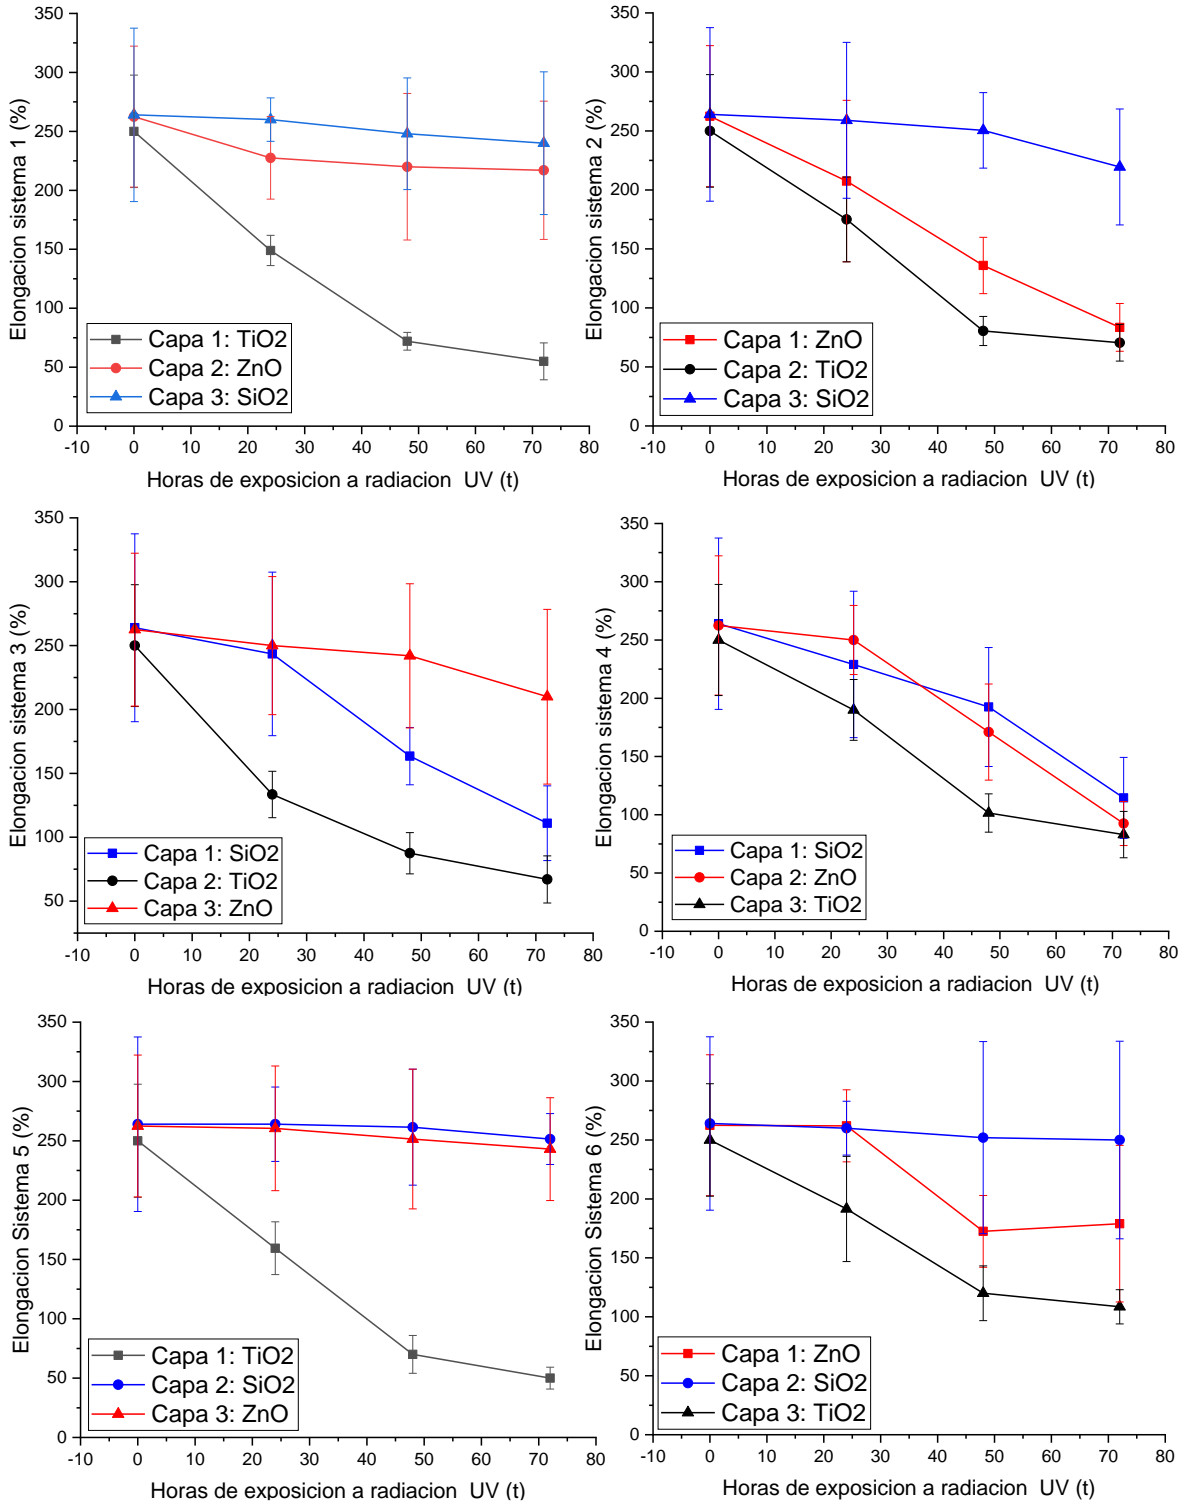 350
300
250
200
150
100
50
0
Elongacion sistema 1 (%)
Capa 1: TiO2
Capa 2: ZnO
Capa 3: SiO2
-10 0 10 20 30 40 50 60 70 80
Horas de exposicion a radiacion UV (t)
350
300
250
200
150
100
50
0
Elongacion sistema 2 (%)
Capa 1: ZnO
Capa 2: TiO2
Capa 3: SiO2
-10 0 10 20 30 40 50 60 70 80
Horas de exposicion a radiacion UV (t)
350
300
250
200
150
100
50
Elongacion sistema 3 (%)
Capa 1: SiO2
Capa 2: TiO2
Capa 3: ZnO
-10 0 10 20 30 40 50 60 70 80
Horas de exposicion a radiacion UV (t)
350
300
250
200
150
100
50
0
Elongacion sistema 4 (%)
Capa 1: SiO2
Capa 2: ZnO
Capa 3: TiO2
-10 0 10 20 30 40 50 60 70 80
Horas de exposicion a radiacion UV (t)
350
300
250
200
150
100
50
0
Elongacion Sistema 5 (%)
Capa 1: TiO2
Capa 2: SiO2
Capa 3: ZnO
-10 0 10 20 30 40 50 60 70 80
Horas de exposicion a radiacion UV (t)
350
300
250
200
150
100
50
0
Elongacion Sistema 6 (%)
Capa 1: ZnO
Capa 2: SiO2
Capa 3: TiO2
-10 0 10 20 30 40 50 60 70 80
Horas de exposicion a radiacion UV (t)